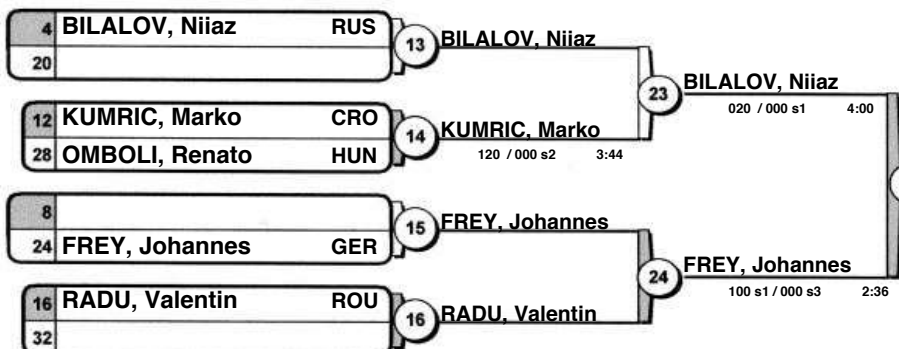 4 BILALOV, Niiaz RUS
20
13 BILALOV, Niiaz
12 KUMRIC, Marko CRO
28 OMBOLI, Renato HUN
14 KUMRIC, Marko
120 / 000 s2 3:44
23 BILALOV, Niiaz
020 / 000 s1 4:00
8
24 FREY, Johannes GER
15 FREY, Johannes
16 RADU, Valentin ROU
32
16 RADU, Valentin
24 FREY, Johannes
100 s1 / 000 s3 2:36